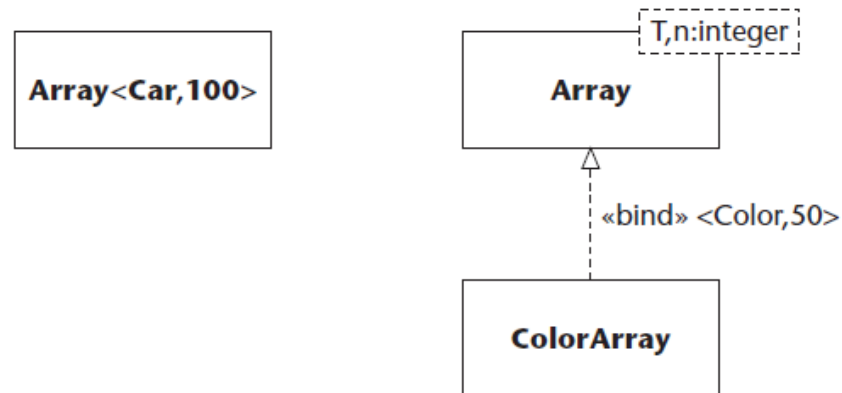 T,n:integer
Array<Car,100>
Array
«bind» <Color,50>
ColorArray